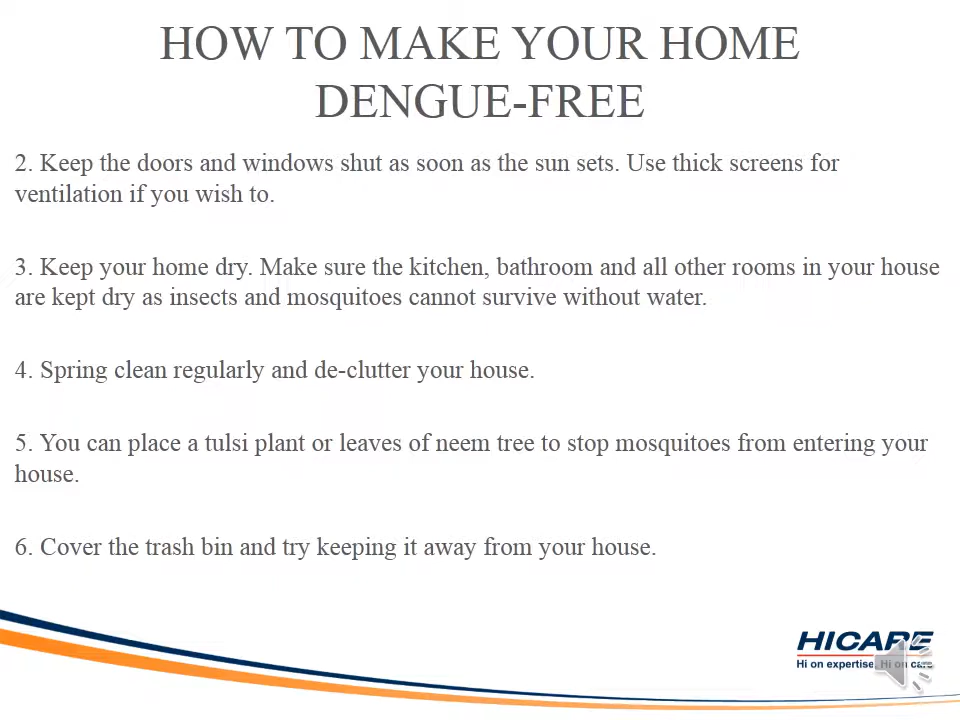 HOW TO MAKE YOUR HOME
DENGUE-FREE
2. Keep the doors and windows shut as soon as the sun sets. Use thick screens for
ventilation if you wish to.
3. Keep your home dry. Make sure the kitchen, bathroom and all other rooms in your house
are kept dry as insects and mosquitoes cannot survive without water.
4. Spring clean regularly and de-clutter your house.
5. You can place a tulsi plant or leaves of neem tree to stop mosquitoes from entering your
house.
6. Cover the trash bin and try keeping it away from your house.
HICARE
Hi on expertise. Hi on care